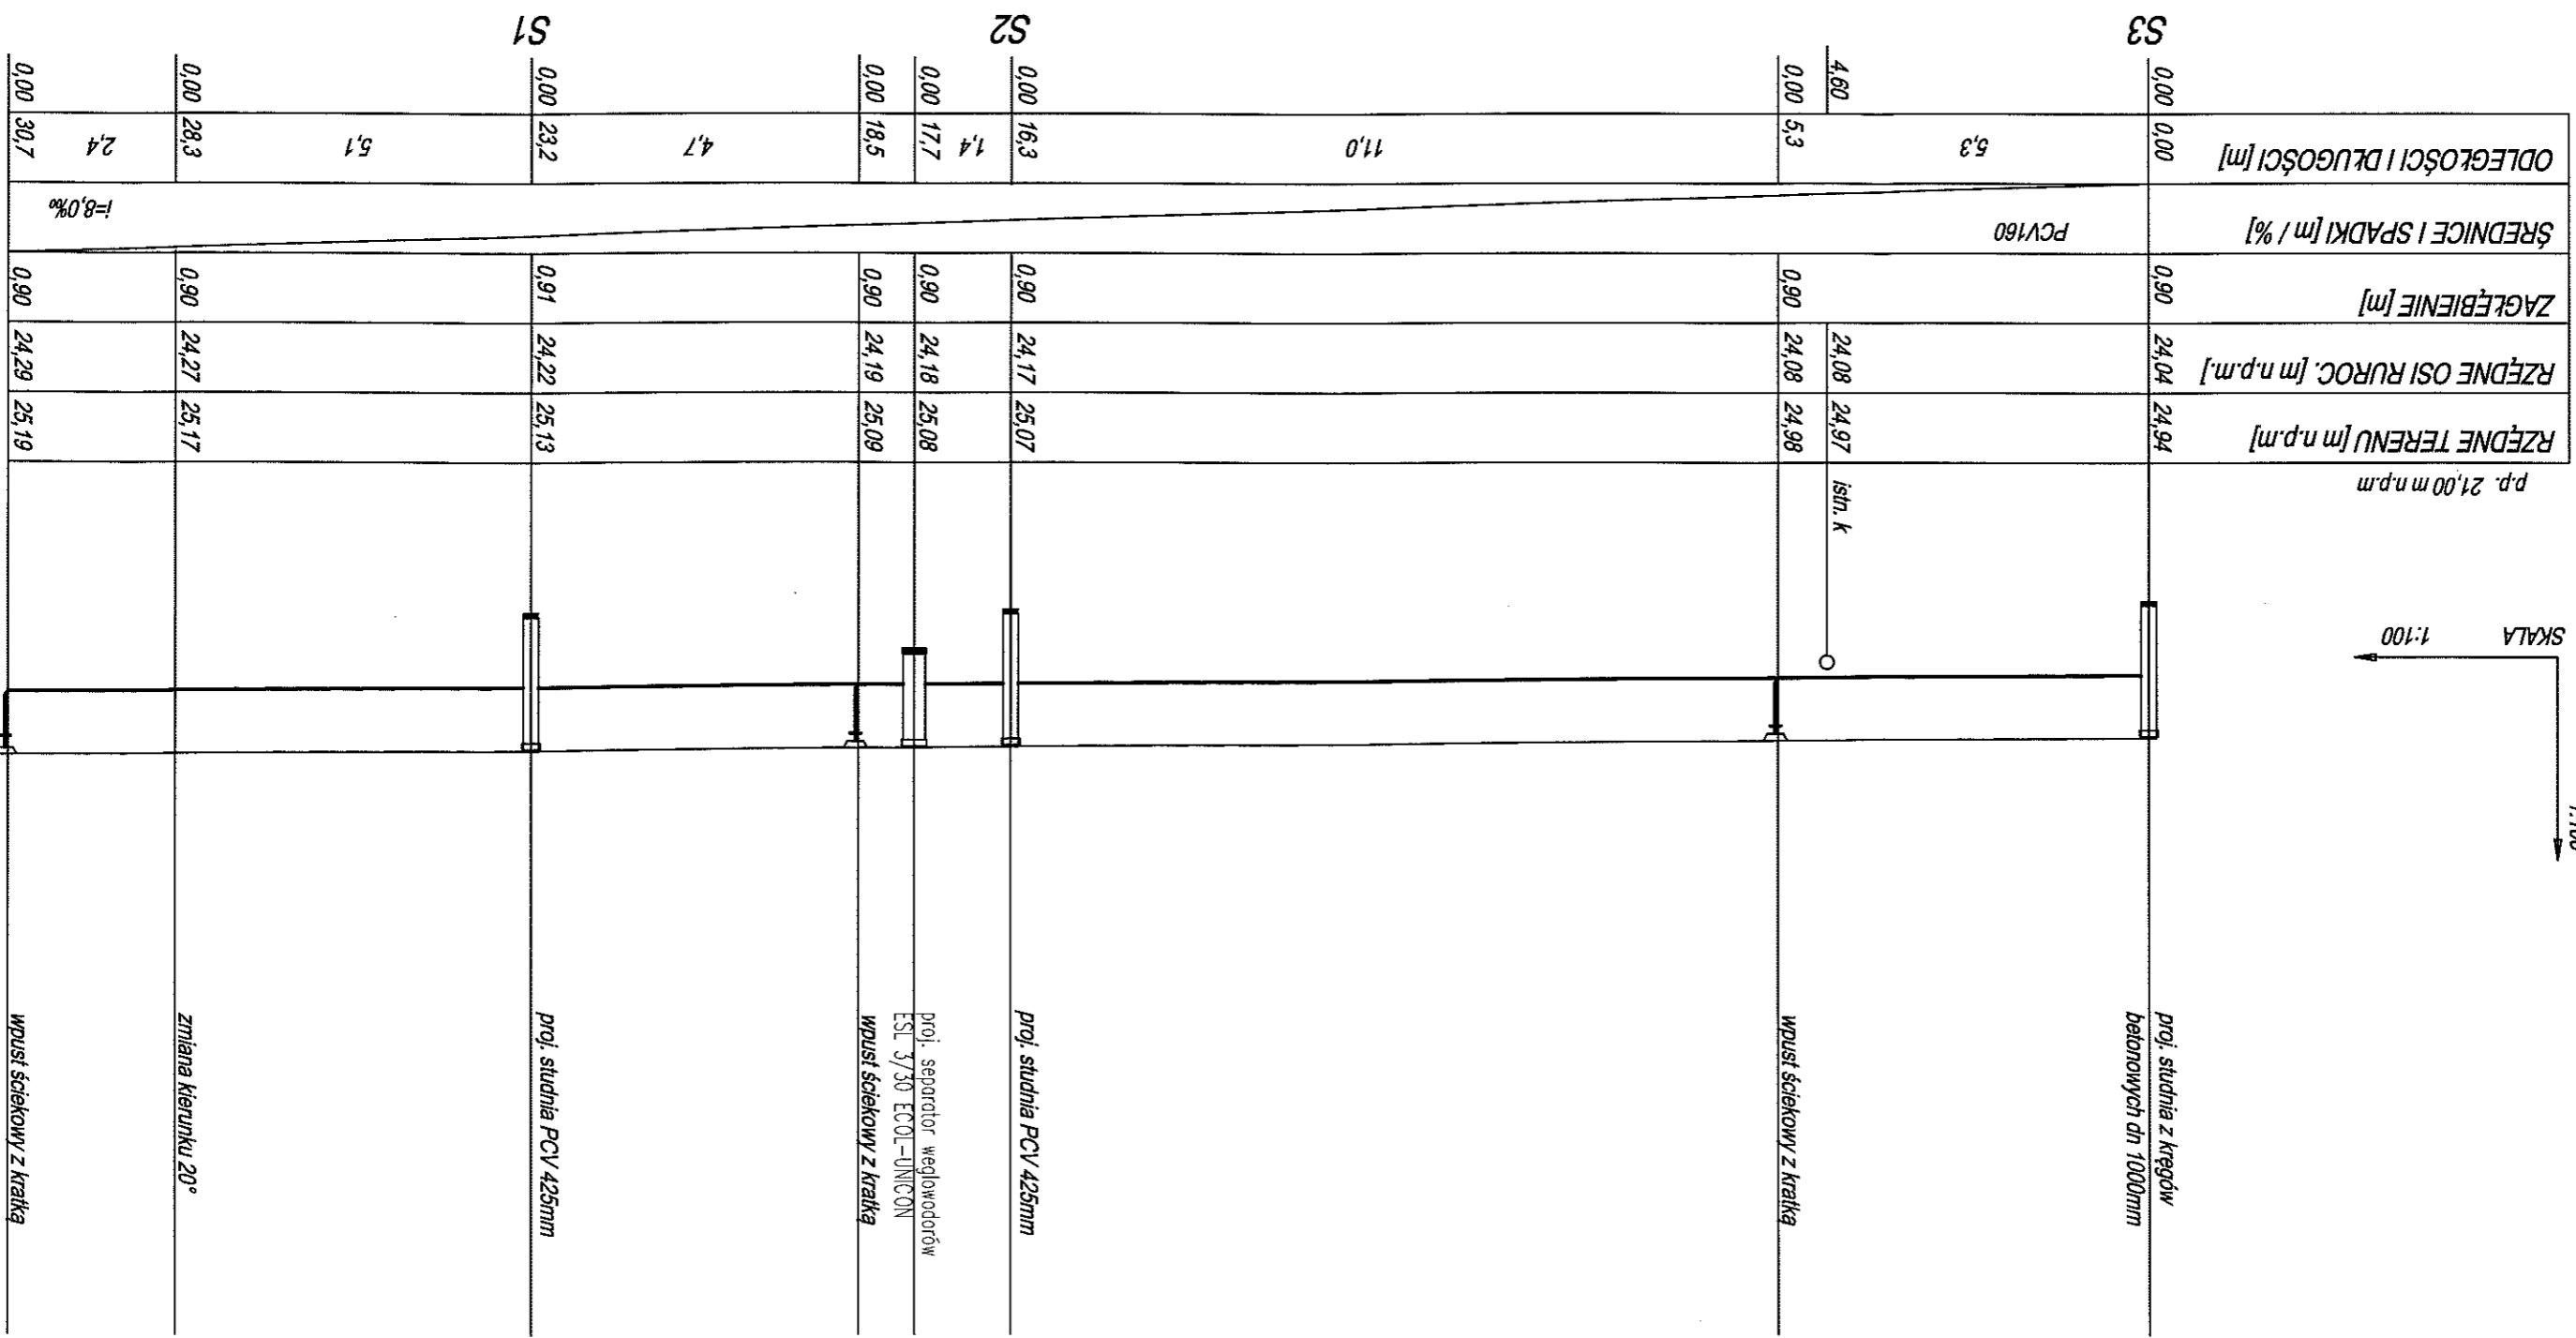 proj. studnia z kręgów
betonowych dn 1000mm
wpust ściekowy z kratką
proj. studnia PCV 425mm
proj. separator węglowodorów
ESL 3/30 ECOL-UNICON
wpust ściekowy z kratką
proj. studnia PCV 425mm
zmiana kierunku 20°
wpust ściekowy z kratką
SKALA 1:100
istn. k
p.p. 21,00 m n.p.m
RZĘDNE TERENU [m n.p.m] 24,94 24,97 24,98 25,07 25,08 25,09 25,13 25,17 25,19
RZĘDNE OSI RUROC. [m n.p.m.] 24,04 24,08 24,08 24,17 24,18 24,19 24,22 24,27 24,29
ZAGŁĘBIENIE [m] 0,90 0,90 0,90 0,90 0,90 0,91 0,90 0,90
ŚREDNICE I SPADKI [m / %] PCV160 i=8,0‰
ODLEGŁOŚCI I DŁUGOŚCI [m] 0,00 5,3 5,3 11,0 16,3 1,4 17,7 18,5 4,7 23,2 5,1 28,3 2,4 30,7
0,00 4,60 0,00 0,00 0,00 0,00 0,00 0,00 0,00
S3 S2 S1